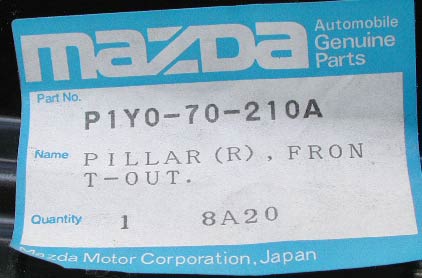 mazda
Automobile
Genuine
Parts
Part No.
P1Y0-70-210A
Name
PILLAR (R), FRON
T-OUT.
Quantity
1
8A20
Mazda Motor Corporation, Japan